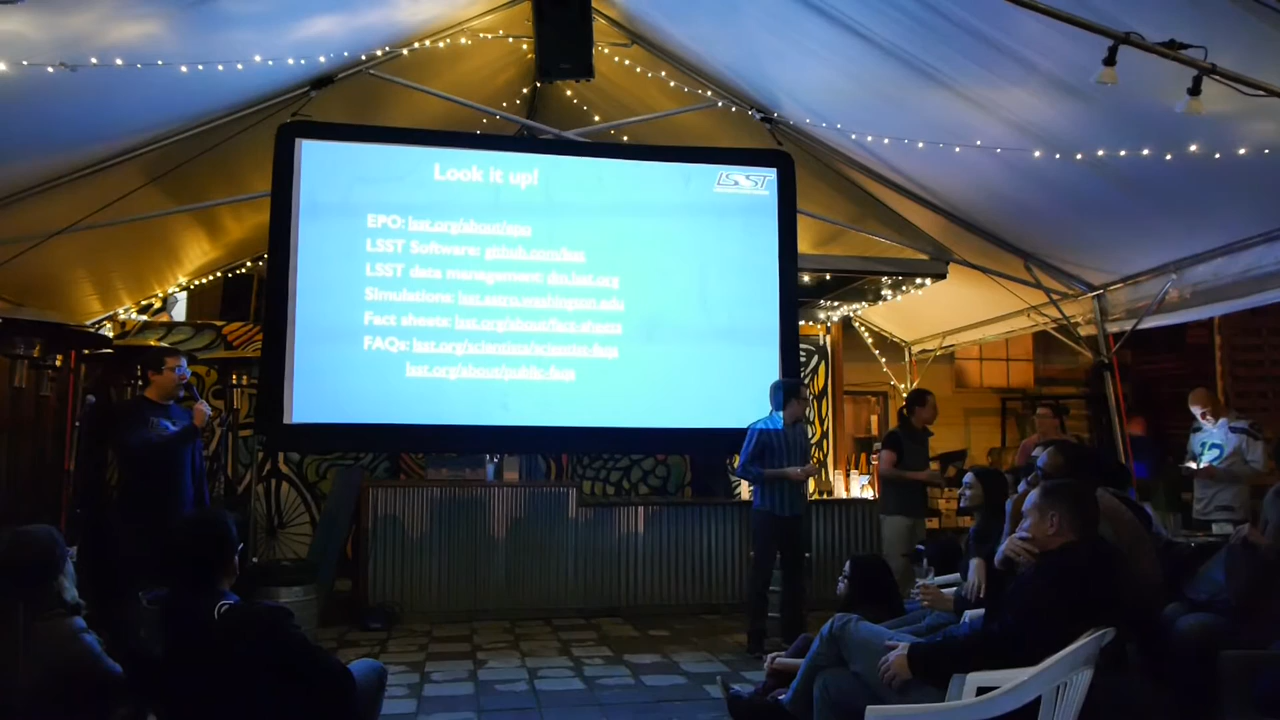 Look it up!
LSST
EPO: lsst.org/about/epo
LSST Software: github.com/lsst
LSST data management: dm.lsst.org
Simulations: lsst.astro.washington.edu
Fact sheets: lsst.org/about/fact-sheets
FAQs: lsst.org/scientists/scientist-faqs
lsst.org/about/public-faqs
12